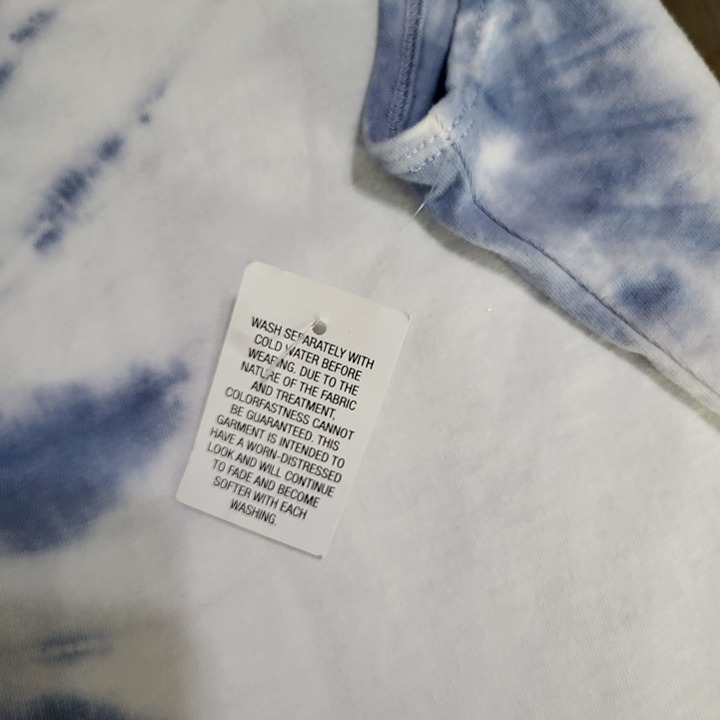 WASH SEPARATELY WITH
COLD WATER BEFORE
WEARING. DUE TO THE
NATURE OF THE FABRIC
AND TREATMENT,
COLORFASTNESS CANNOT
BE GUARANTEED. THIS
GARMENT IS INTENDED TO
HAVE A WORN-DISTRESSED
LOOK AND WILL CONTINUE
TO FADE AND BECOME
SOFTER WITH EACH
WASHING.